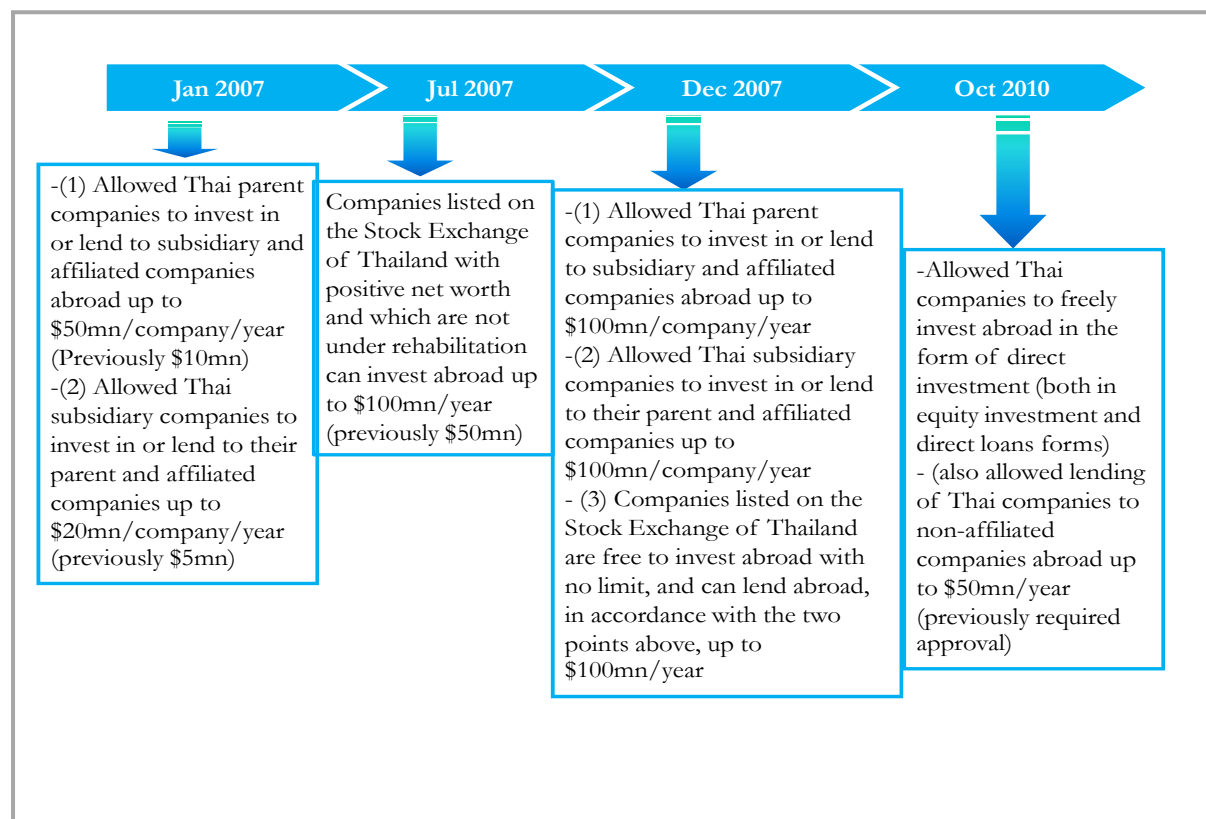 Jan 2007
Jul 2007
Dec 2007
Oct 2010
-(1) Allowed Thai parent
companies to invest in
or lend to subsidiary and
affiliated companies
abroad up to
$50mn/company/year
(Previously $10mn)
-(2) Allowed Thai
subsidiary companies to
invest in or lend to their
parent and affiliated
companies up to
$20mn/company/year
(previously $5mn)
Companies listed on
the Stock Exchange
of Thailand with
positive net worth
and which are not
under rehabilitation
can invest abroad up
to $100mn/year
(previously $50mn)
-(1) Allowed Thai parent
companies to invest in or lend
to subsidiary and affiliated
companies abroad up to
$100mn/company/year
-(2) Allowed Thai subsidiary
companies to invest in or lend
to their parent and affiliated
companies up to
$100mn/company/year
- (3) Companies listed on the
Stock Exchange of Thailand
are free to invest abroad with
no limit, and can lend abroad,
in accordance with the two
points above, up to
$100mn/year
-Allowed Thai
companies to freely
invest abroad in the
form of direct
investment (both in
equity investment and
direct loans forms)
- (also allowed lending
of Thai companies to
non-affiliated
companies abroad up
to $50mn/year
(previously required
approval)